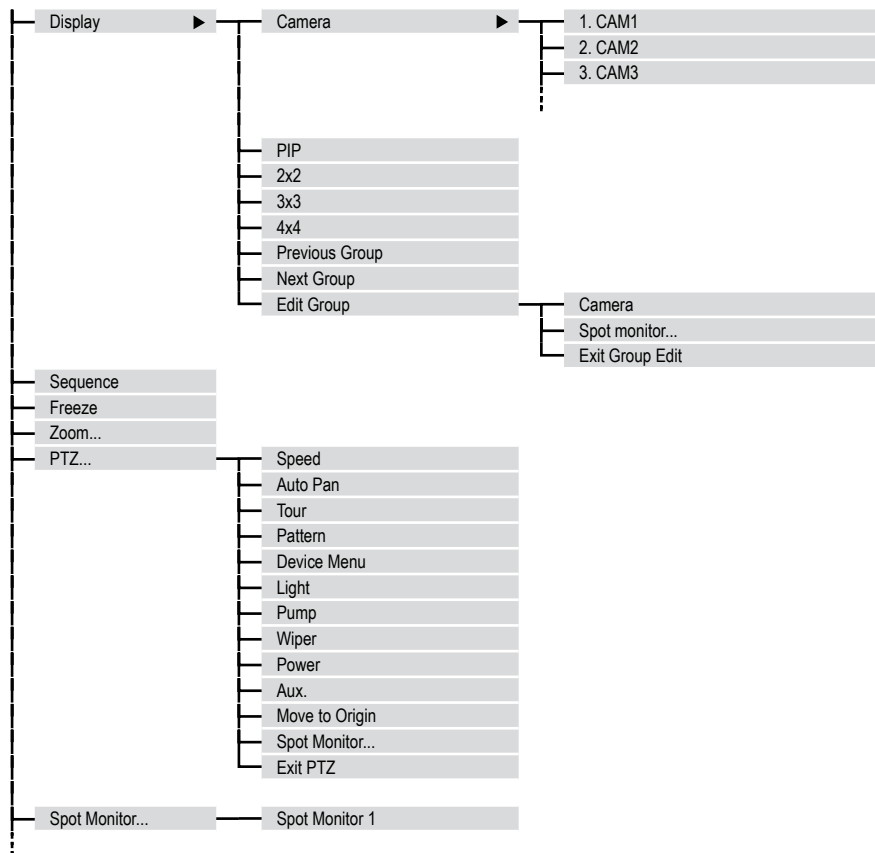 Display ▶ Camera ▶ 1. CAM1
2. CAM2
3. CAM3
PIP
2x2
3x3
4x4
Previous Group
Next Group
Edit Group Camera
Spot monitor...
Exit Group Edit
Sequence
Freeze
Zoom...
PTZ... Speed
Auto Pan
Tour
Pattern
Device Menu
Light
Pump
Wiper
Power
Aux.
Move to Origin
Spot Monitor...
Exit PTZ
Spot Monitor... Spot Monitor 1